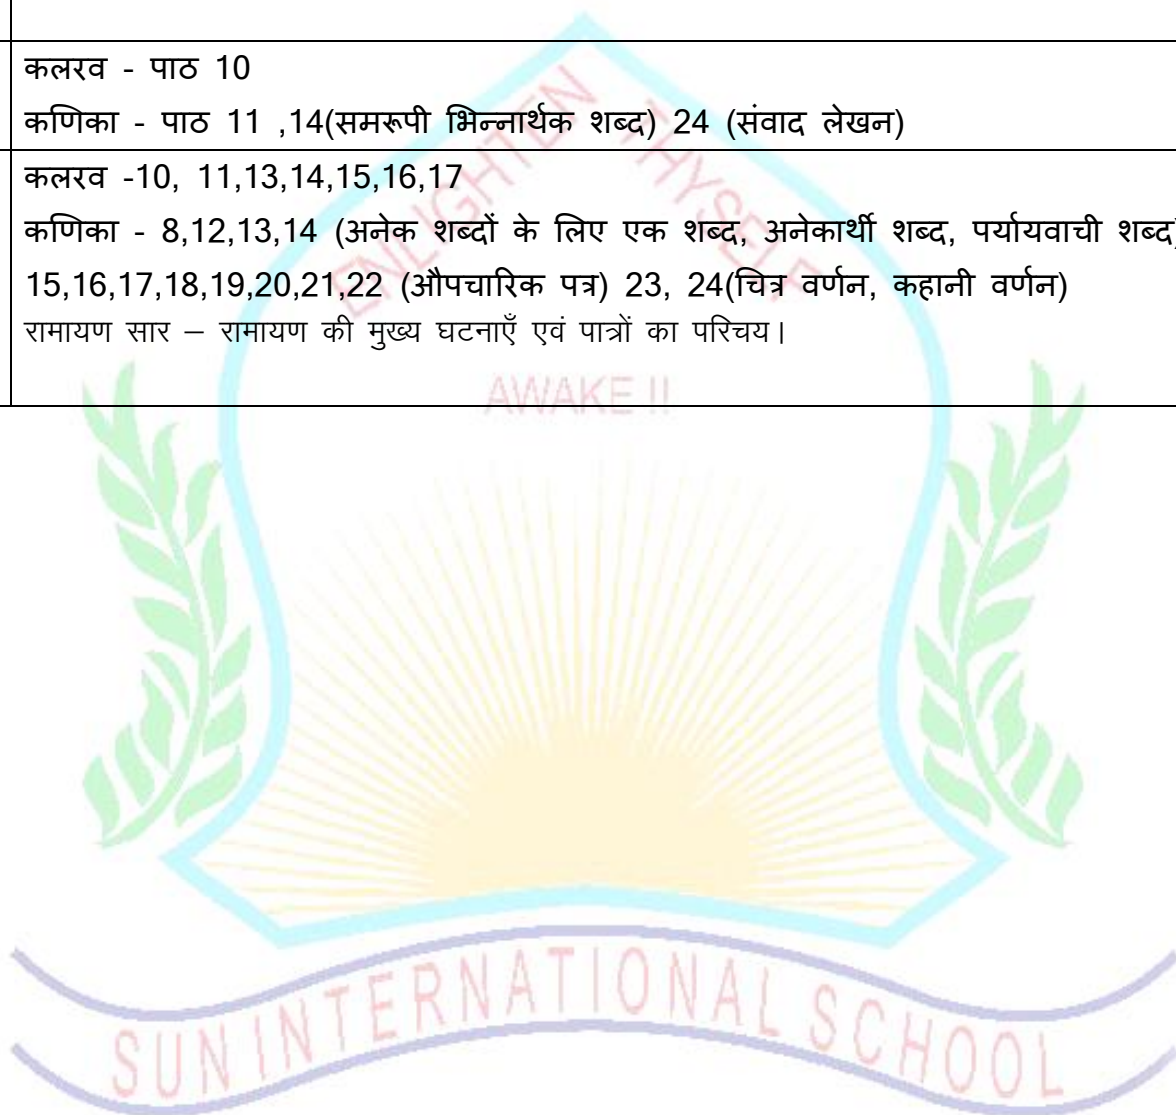 कलरव - पाठ 10
कणिका - पाठ 11 ,14(समरूपी भिन्नार्थक शब्द) 24 (संवाद लेखन)
कलरव -10, 11,13,14,15,16,17
कणिका - 8,12,13,14 (अनेक शब्दों के लिए एक शब्द, अनेकार्थी शब्द, पर्यायवाची शब्द)
15,16,17,18,19,20,21,22 (औपचारिक पत्र) 23, 24(चित्र वर्णन, कहानी वर्णन)
रामायण सार – रामायण की मुख्य घटनाएँ एवं पात्रों का परिचय।
ENLIGHTEN THYSELF
AWAKE !!
SUN INTERNATIONAL SCHOOL